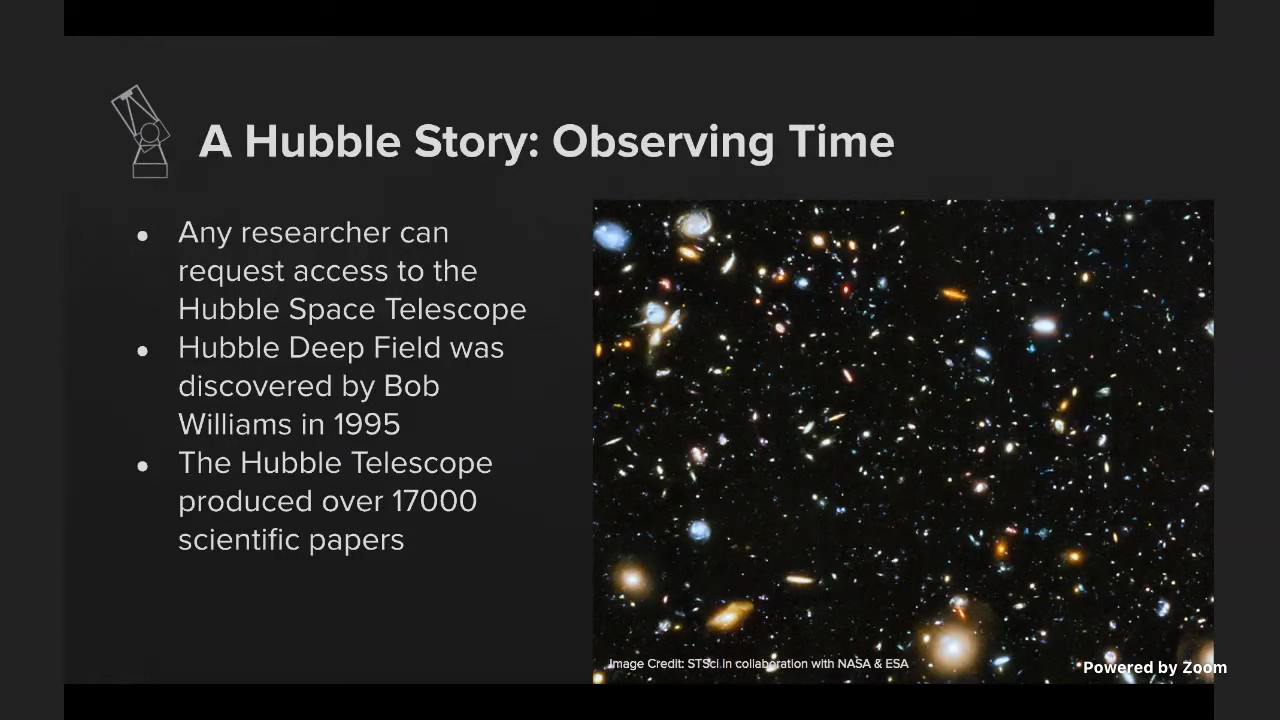 A Hubble Story: Observing Time
Any researcher can
request access to the
Hubble Space Telescope
Hubble Deep Field was
discovered by Bob
Williams in 1995
The Hubble Telescope
produced over 17000
scientific papers
Image Credit: STScI in collaboration with NASA & ESA
Powered by Zoom